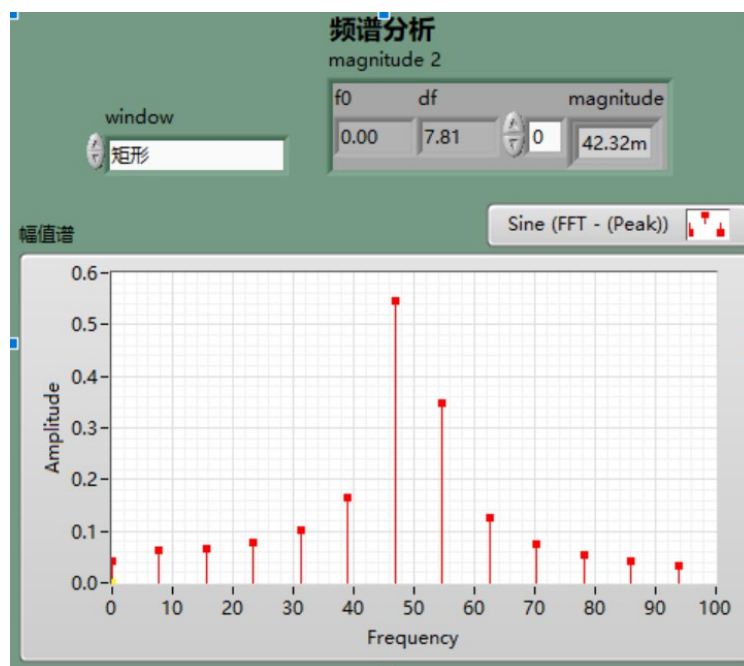 频谱分析
magnitude 2
f0 df magnitude
window
0.00 7.81 0 42.32m
矩形
Sine (FFT - (Peak))
幅值谱
0.6
0.5
0.4
0.3
0.2
0.1
0.0
Amplitude
0 10 20 30 40 50 60 70 80 90 100
Frequency